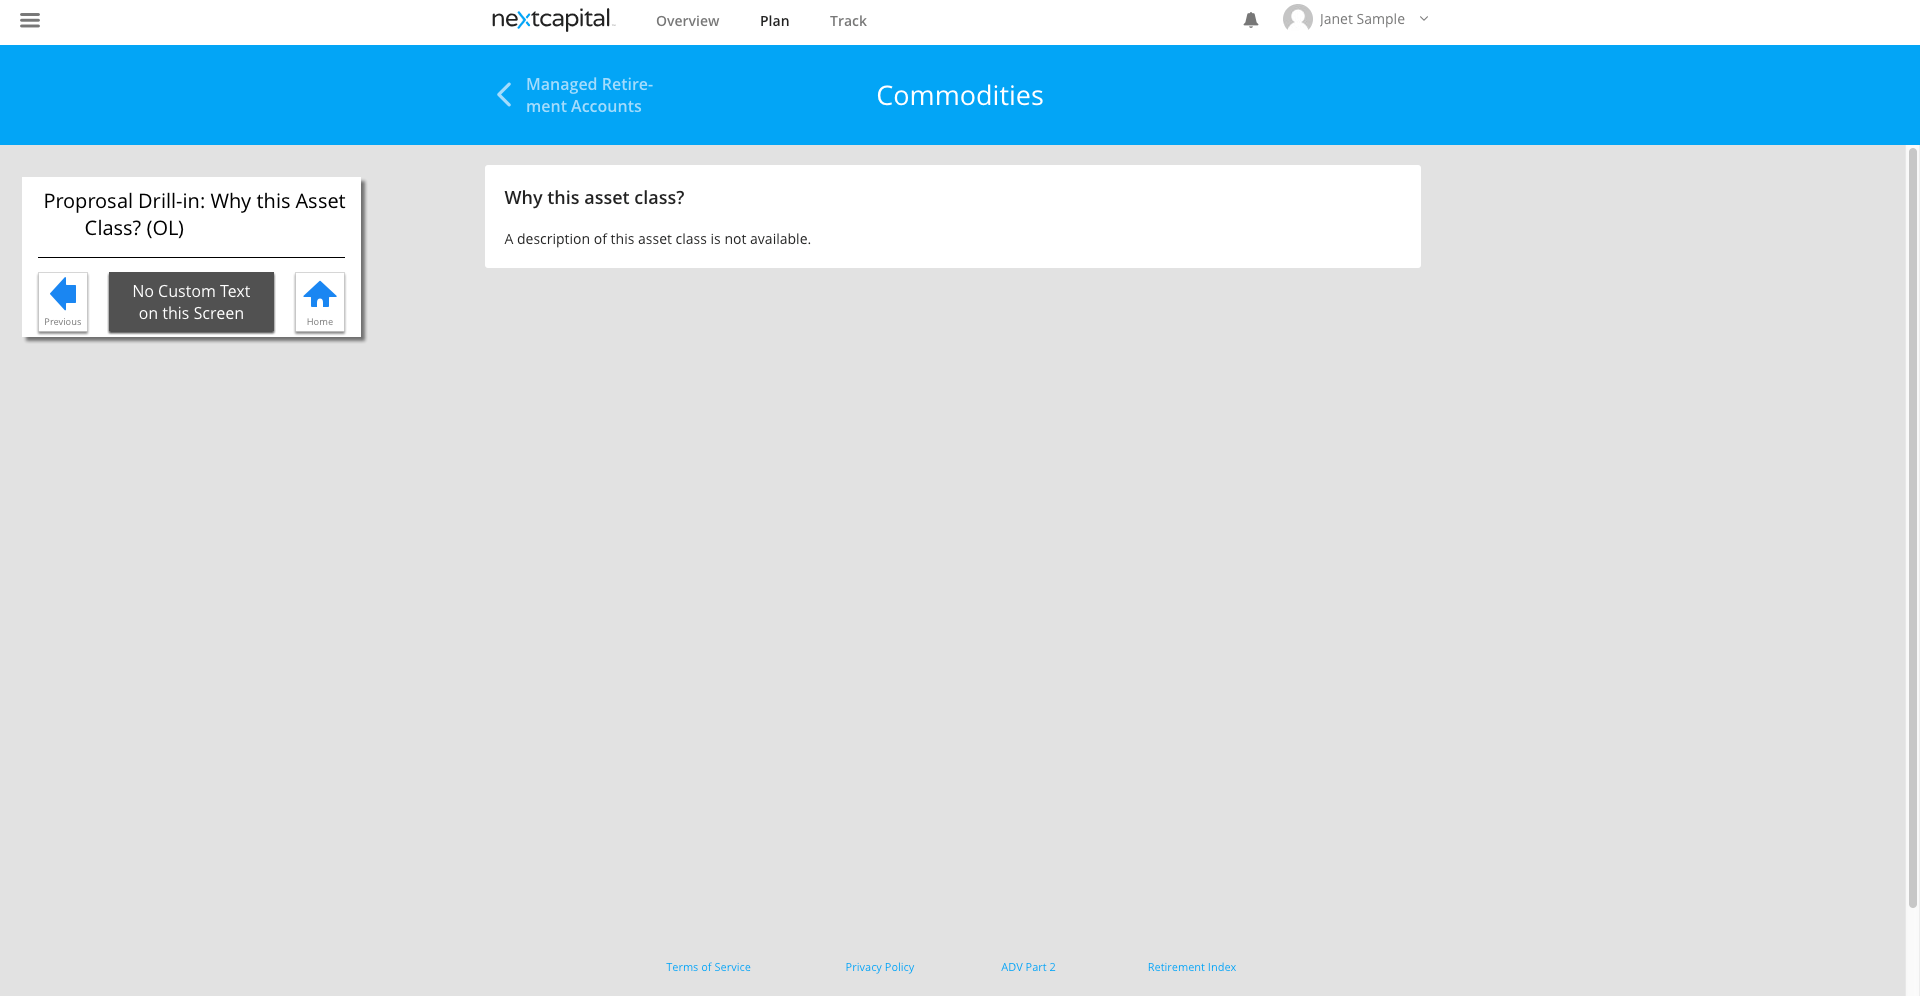 nextcapital
Overview
Plan
Track
Janet Sample
Managed Retire-
ment Accounts
Commodities
Proprosal Drill-in: Why this Asset
Class? (OL)
Previous
No Custom Text
on this Screen
Home
Why this asset class?
A description of this asset class is not available.
Terms of Service
Privacy Policy
ADV Part 2
Retirement Index